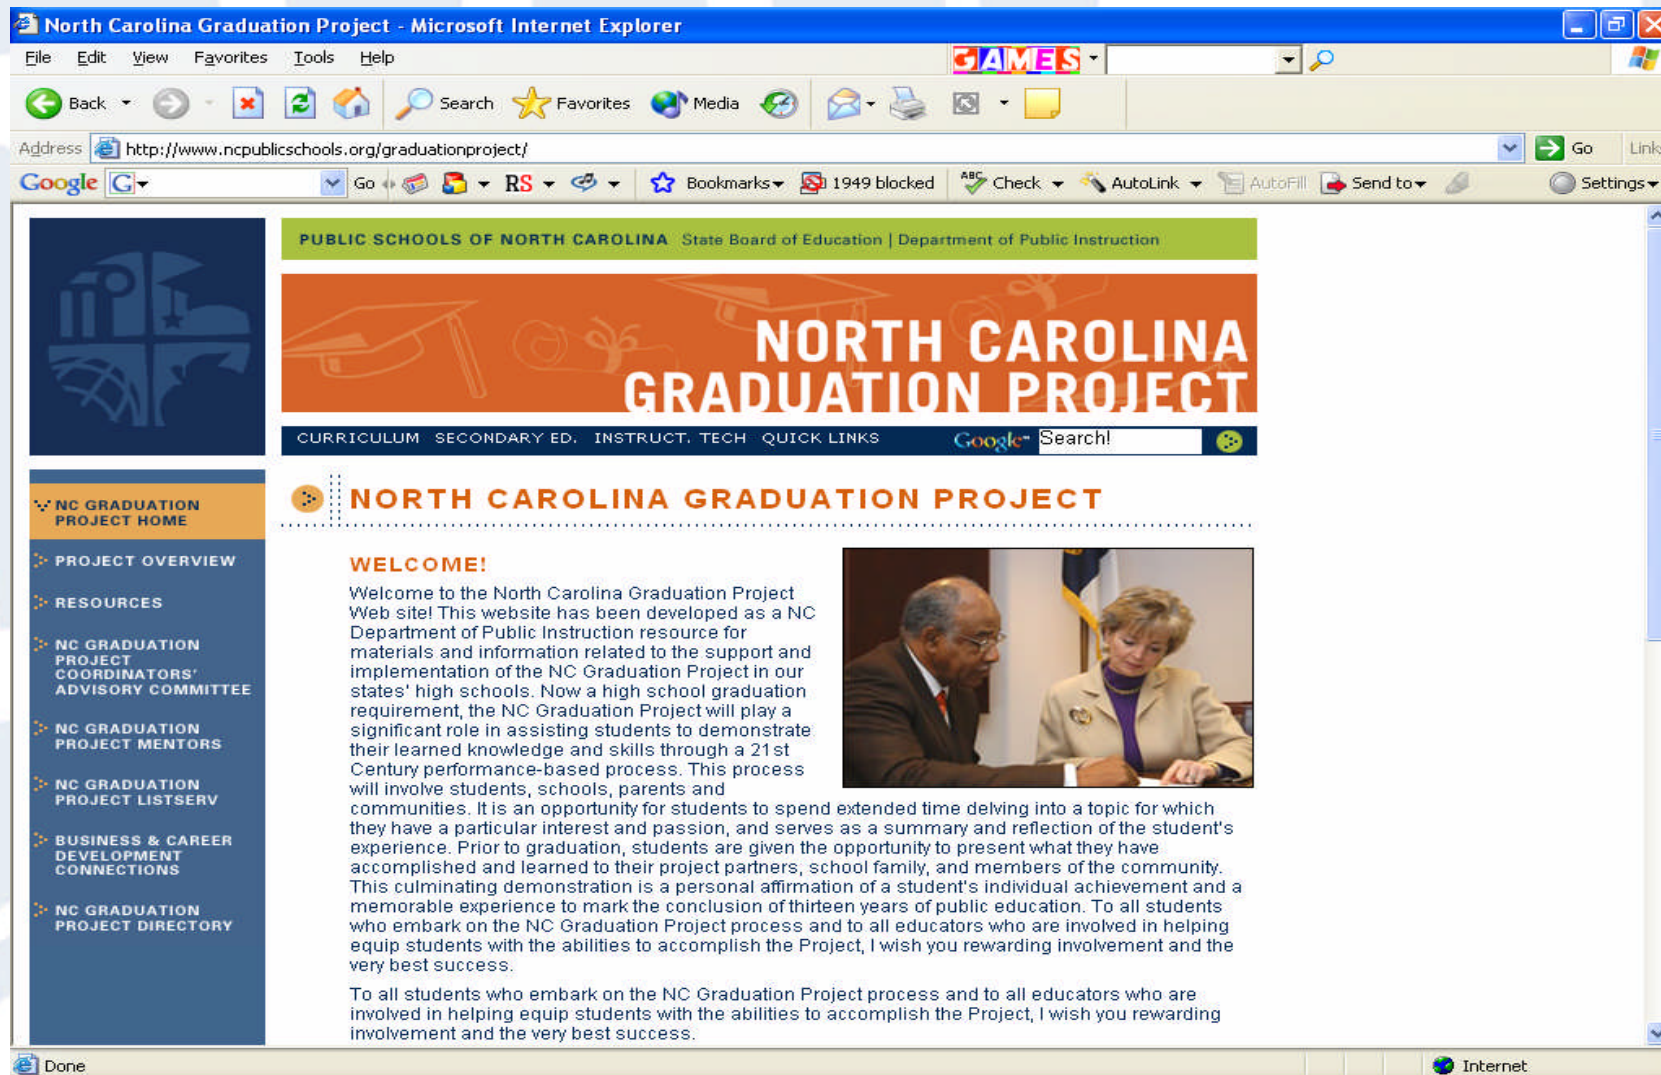 North Carolina Graduation Project - Microsoft Internet Explorer
File Edit View Favorites Tools Help
GAMES
Back Search Favorites Media
Address http://www.ncpublicschools.org/graduationproject/ Go Links
Google G Go RS Bookmarks 1949 blocked ABC Check AutoLink AutoFill Send to Settings
PUBLIC SCHOOLS OF NORTH CAROLINA State Board of Education | Department of Public Instruction
NORTH CAROLINA
GRADUATION PROJECT
CURRICULUM SECONDARY ED. INSTRUCT. TECH QUICK LINKS Google Search!
NC GRADUATION
PROJECT HOME
PROJECT OVERVIEW
RESOURCES
NC GRADUATION
PROJECT
COORDINATORS'
ADVISORY COMMITTEE
NC GRADUATION
PROJECT MENTORS
NC GRADUATION
PROJECT LISTSERV
BUSINESS & CAREER
DEVELOPMENT
CONNECTIONS
NC GRADUATION
PROJECT DIRECTORY
NORTH CAROLINA GRADUATION PROJECT
WELCOME!
Welcome to the North Carolina Graduation Project
Web site! This website has been developed as a NC
Department of Public Instruction resource for
materials and information related to the support and
implementation of the NC Graduation Project in our
states' high schools. Now a high school graduation
requirement, the NC Graduation Project will play a
significant role in assisting students to demonstrate
their learned knowledge and skills through a 21st
Century performance-based process. This process
will involve students, schools, parents and
communities. It is an opportunity for students to spend extended time delving into a topic for which
they have a particular interest and passion, and serves as a summary and reflection of the student's
experience. Prior to graduation, students are given the opportunity to present what they have
accomplished and learned to their project partners, school family, and members of the community.
This culminating demonstration is a personal affirmation of a student's individual achievement and a
memorable experience to mark the conclusion of thirteen years of public education. To all students
who embark on the NC Graduation Project process and to all educators who are involved in helping
equip students with the abilities to accomplish the Project, I wish you rewarding involvement and the
very best success.
To all students who embark on the NC Graduation Project process and to all educators who are
involved in helping equip students with the abilities to accomplish the Project, I wish you rewarding
involvement and the very best success.
Done Internet